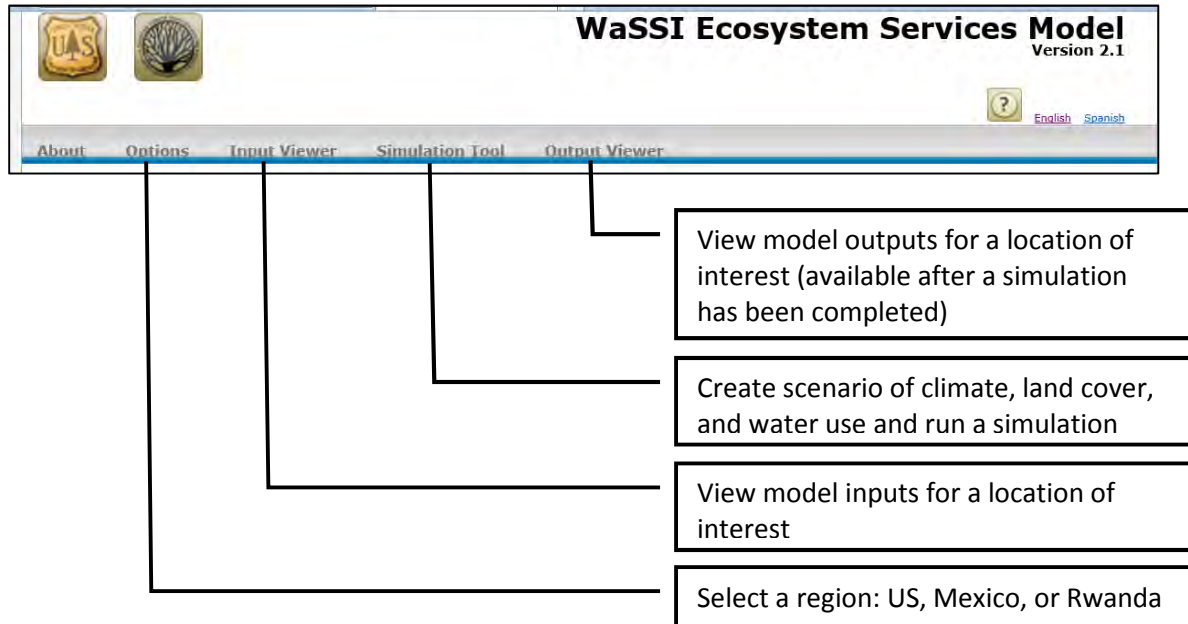 WaSSI Ecosystem Services Model
Version 2.1
UAS
?
English Spanish
About Options Input Viewer Simulation Tool Output Viewer
View model outputs for a location of
interest (available after a simulation
has been completed)
Create scenario of climate, land cover,
and water use and run a simulation
View model inputs for a location of
interest
Select a region: US, Mexico, or Rwanda